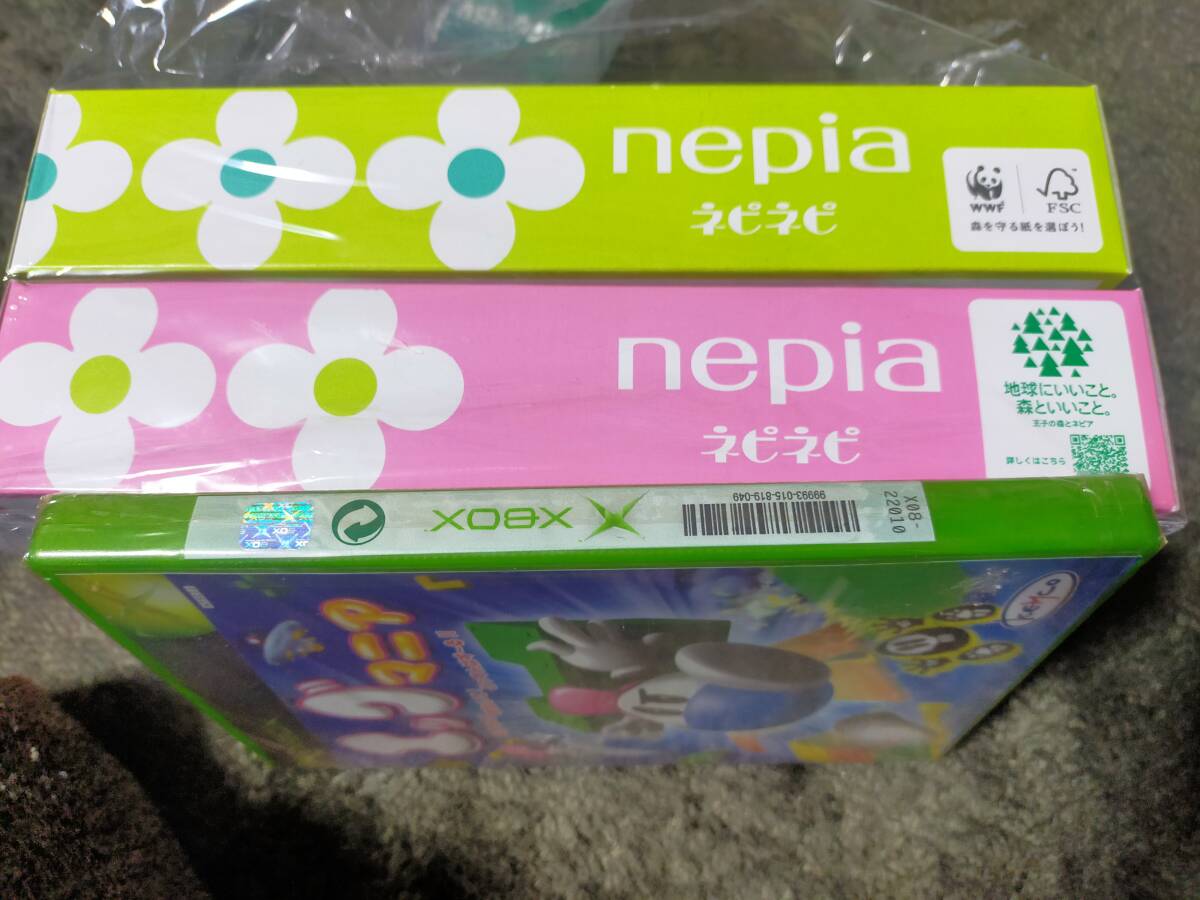 nepia
ネピネピ
WWF
FSC
森を守る紙を選ぼう!
nepia
ネピネピ
地球にいいこと。
森といいこと。
王子の森とネピア
詳しくはこちら
XBOX
99993-015-819-049
X08-
22010
KEMCO